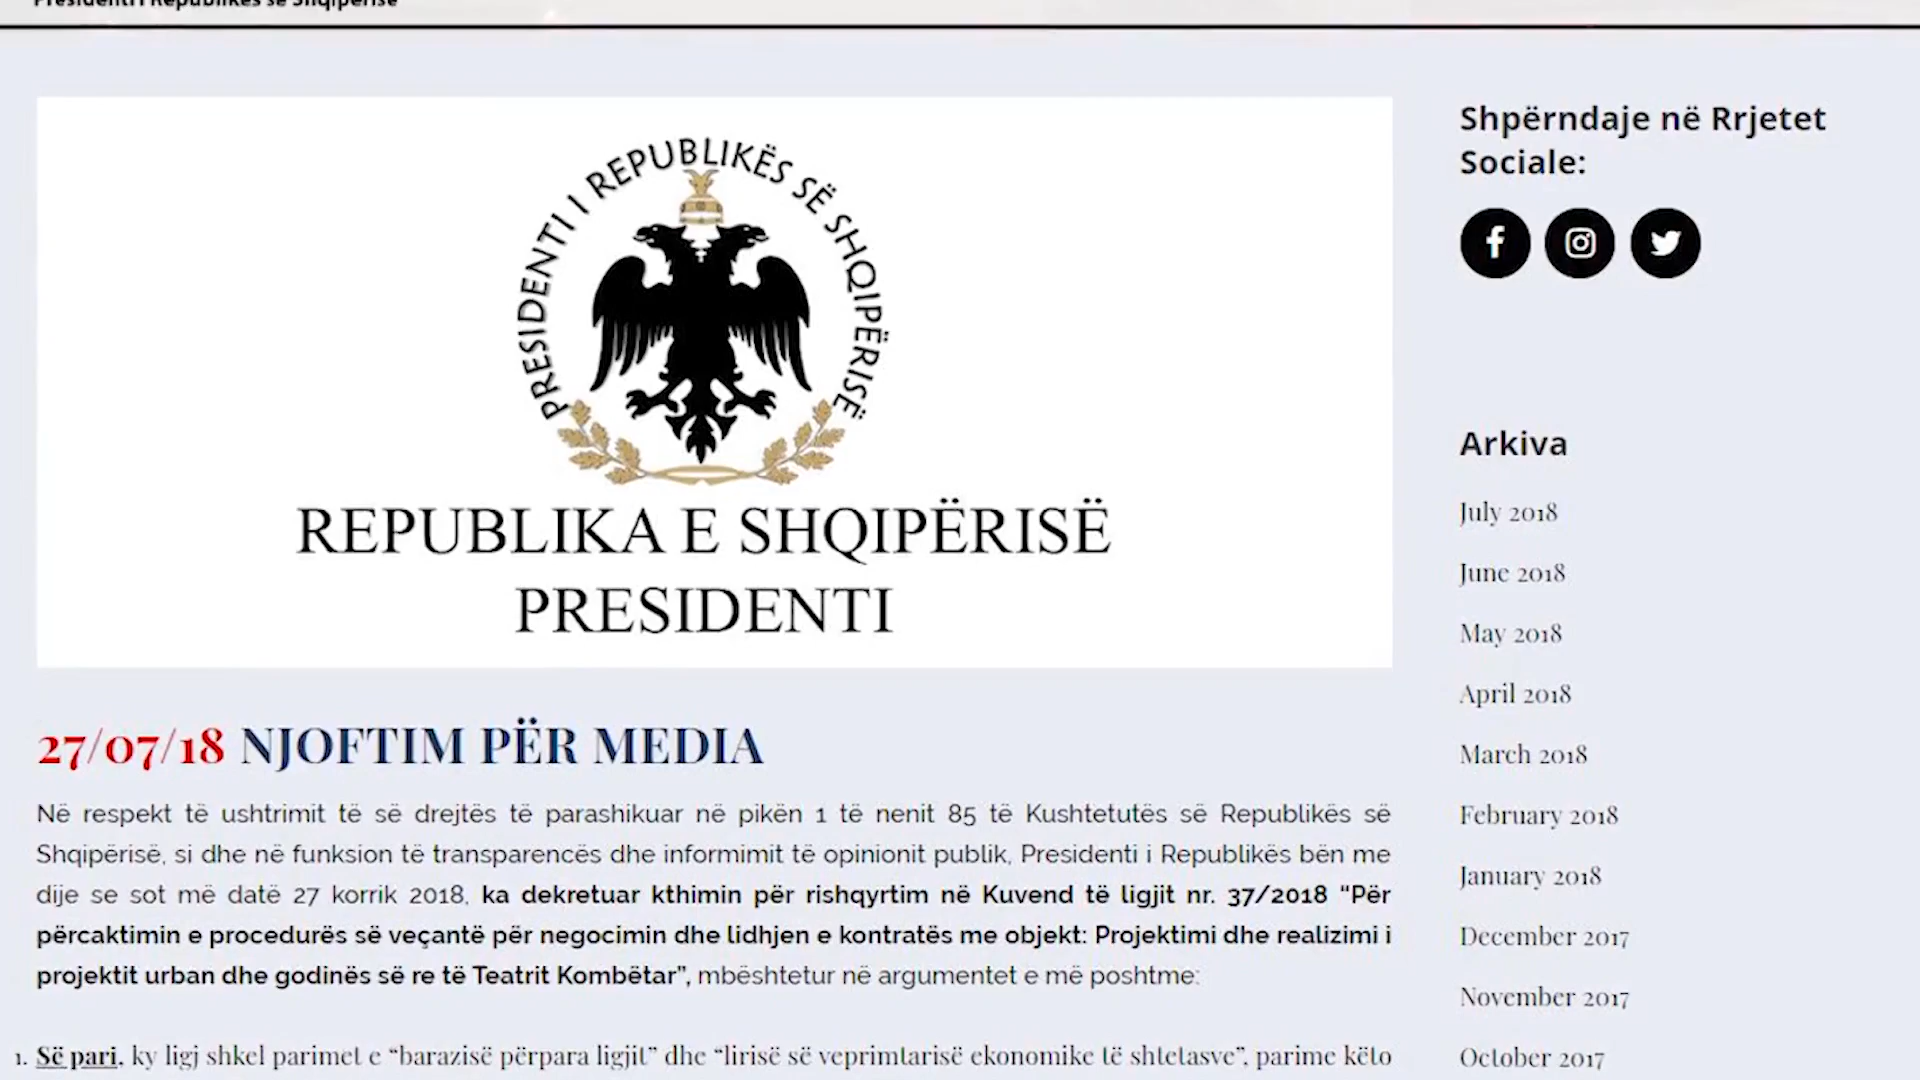 Presidenti i Republikës së Shqipërisë
PRESIDENTI I REPUBLIKËS SË SHQIPËRISË
REPUBLIKA E SHQIPËRISË
PRESIDENTI
27/07/18 NJOFTIM PËR MEDIA
Në respekt të ushtrimit të së drejtës të parashikuar në pikën 1 të nenit 85 të Kushtetutës së Republikës së
Shqipërisë, si dhe në funksion të transparencës dhe informimit të opinionit publik, Presidenti i Republikës bën me
dije se sot më datë 27 korrik 2018, ka dekretuar kthimin për rishqyrtim në Kuvend të ligjit nr. 37/2018 “Për
përcaktimin e procedurës së veçantë për negocimin dhe lidhjen e kontratës me objekt: Projektimi dhe realizimi i
projektit urban dhe godinës së re të Teatrit Kombëtar”, mbështetur në argumentet e më poshtme:
1. Së pari, ky ligj shkel parimet e “barazisë përpara ligjit” dhe “lirisë së veprimtarisë ekonomike të shtetasve”, parime këto
Shpërndaje në Rrjetet
Sociale:
Arkiva
July 2018
June 2018
May 2018
April 2018
March 2018
February 2018
January 2018
December 2017
November 2017
October 2017